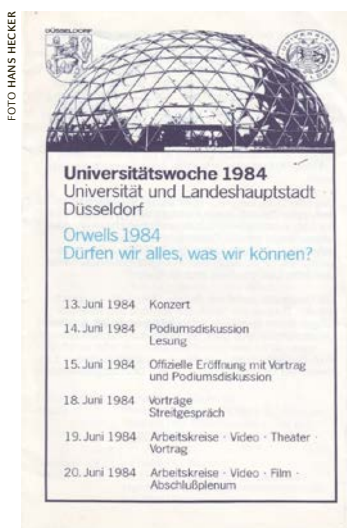 FOTO HANS HECKER
DÜSSELDORF
Universitätswoche 1984
Universität und Landeshauptstadt
Düsseldorf
Orwells 1984
Dürfen wir alles, was wir können?
13. Juni 1984 Konzert
14. Juni 1984 Podiumsdiskussion
Lesung
15. Juni 1984 Offizielle Eröffnung mit Vortrag
und Podiumsdiskussion
18. Juni 1984 Vorträge
Streitgespräch
19. Juni 1984 Arbeitskreise · Video · Theater ·
Vortrag
20. Juni 1984 Arbeitskreise · Video · Film ·
Abschlußplenum